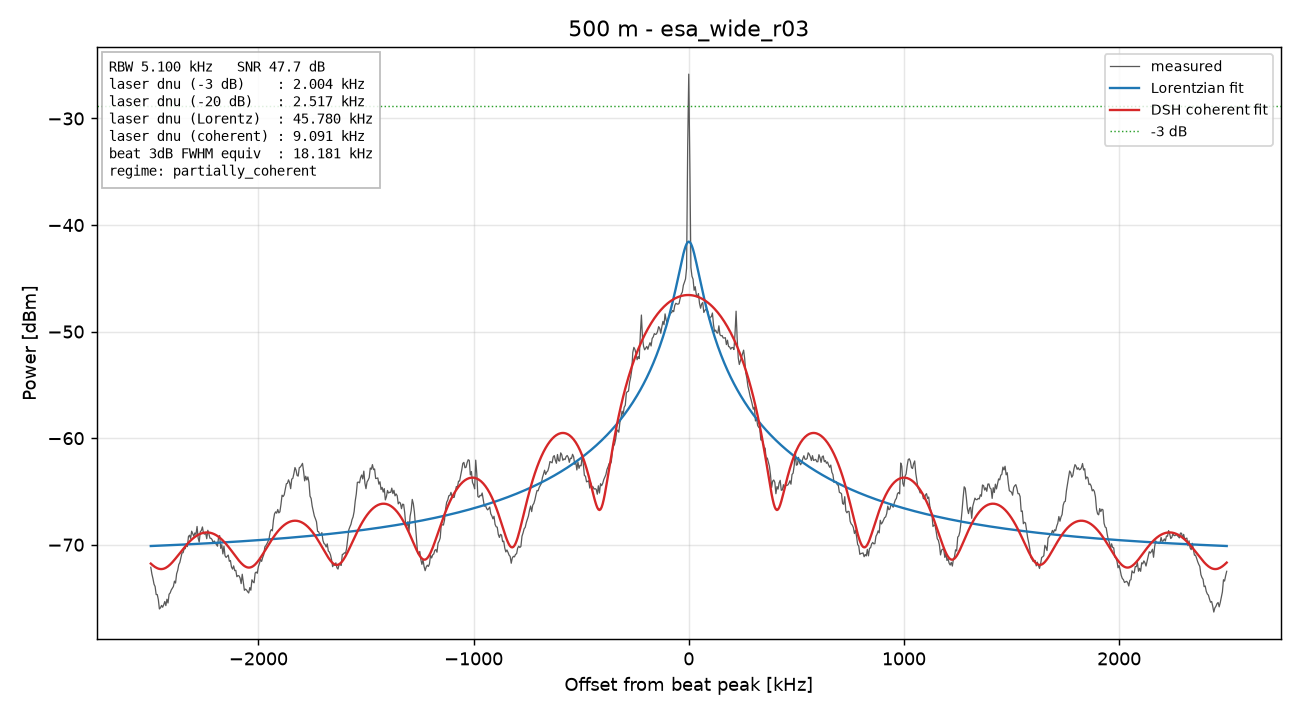 500 m - esa_wide_r03
RBW 5.100 kHz   SNR 47.7 dB
laser dnu (-3 dB)    : 2.004 kHz
laser dnu (-20 dB)   : 2.517 kHz
laser dnu (Lorentz)  : 45.780 kHz
laser dnu (coherent) : 9.091 kHz
beat 3dB FWHM equiv  : 18.181 kHz
regime: partially_coherent
measured
Lorentzian fit
DSH coherent fit
-3 dB
Power [dBm]
−30
−40
−50
−60
−70
−2000
−1000
0
1000
2000
Offset from beat peak [kHz]